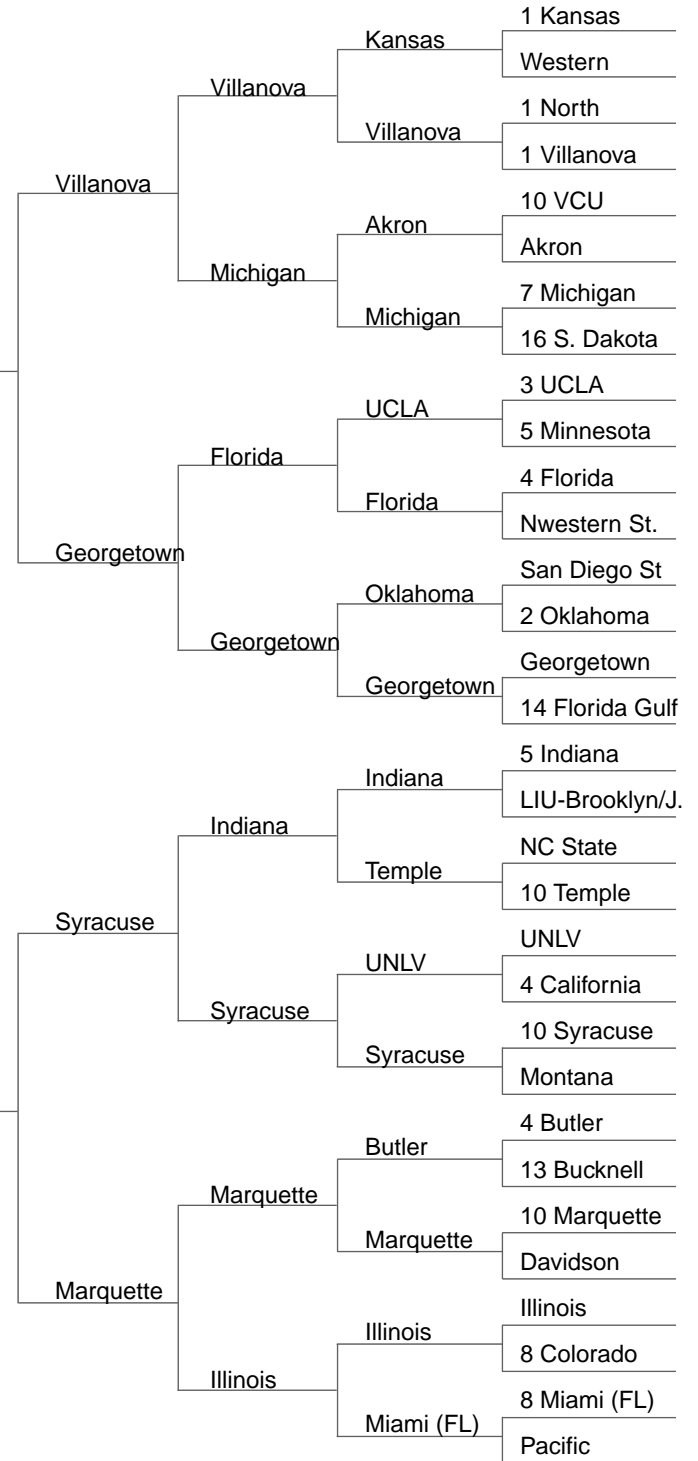 1 Kansas
Kansas
Western
Villanova
1 North
Villanova
1 Villanova
Villanova
10 VCU
Akron
Akron
Michigan
7 Michigan
Michigan
16 S. Dakota
3 UCLA
UCLA
5 Minnesota
Florida
4 Florida
Florida
Nwestern St.
Georgetown
San Diego St
Oklahoma
2 Oklahoma
Georgetown
Georgetown
Georgetown
14 Florida Gulf
5 Indiana
Indiana
LIU-Brooklyn/J.
Indiana
NC State
Temple
10 Temple
Syracuse
UNLV
UNLV
4 California
Syracuse
10 Syracuse
Syracuse
Montana
4 Butler
Butler
13 Bucknell
Marquette
10 Marquette
Marquette
Davidson
Marquette
Illinois
Illinois
8 Colorado
Illinois
8 Miami (FL)
Miami (FL)
Pacific